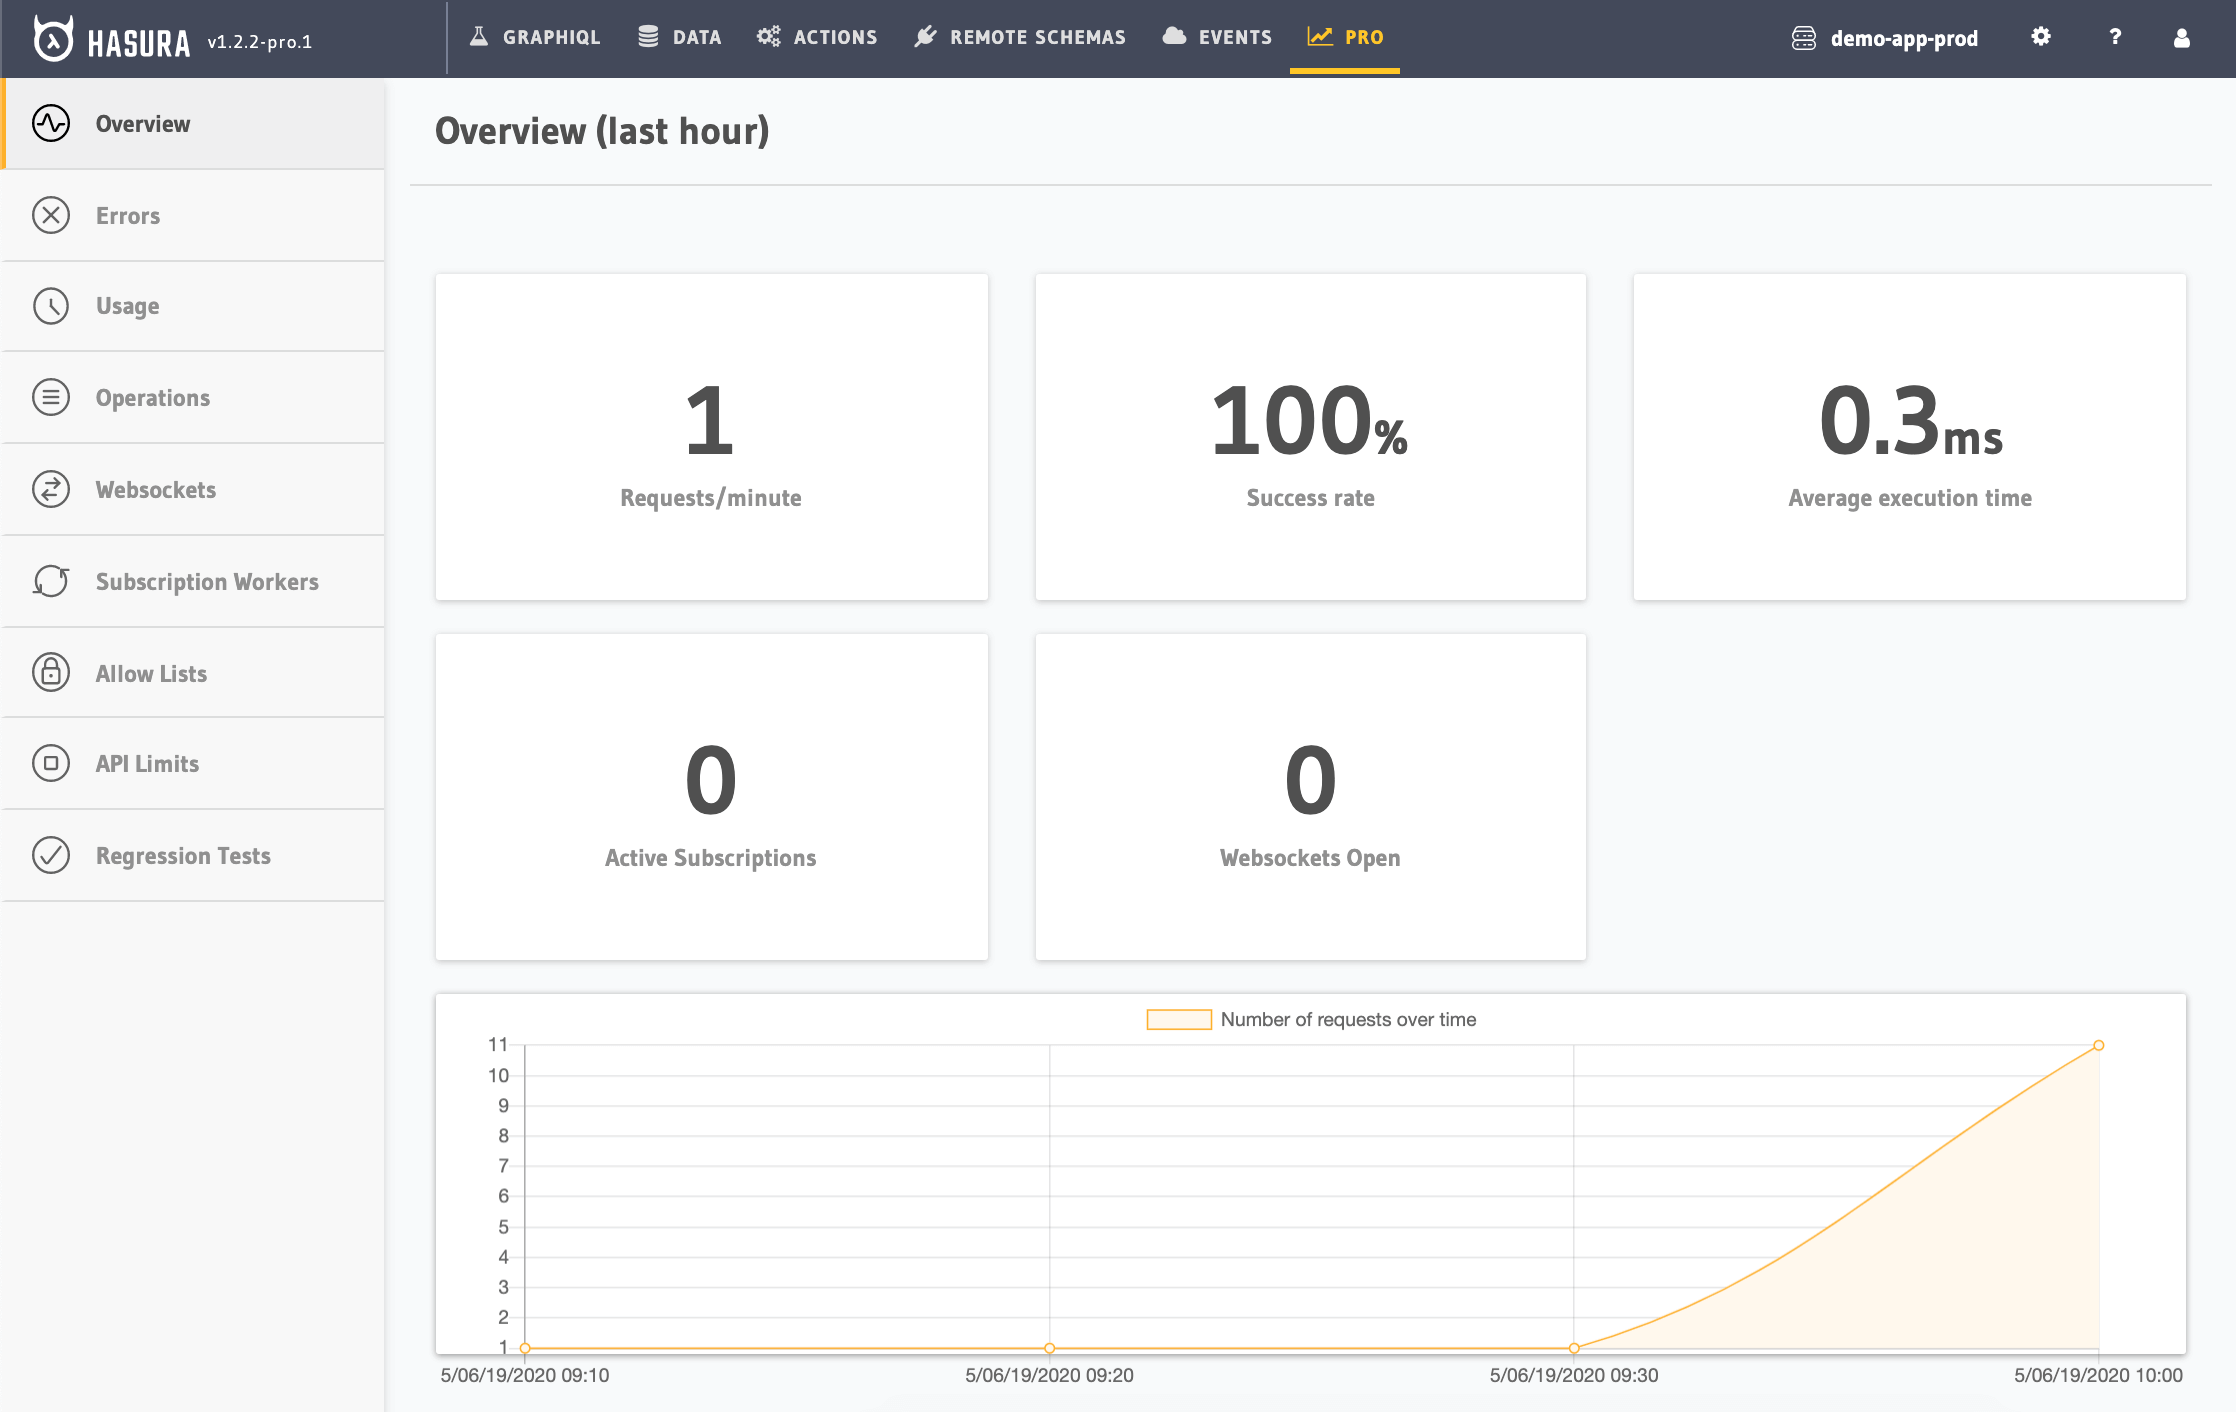 HASURA v1.2.2-pro.1
GRAPHIQL DATA ACTIONS REMOTE SCHEMAS EVENTS PRO
demo-app-prod ?
Overview
Errors
Usage
Operations
Websockets
Subscription Workers
Allow Lists
API Limits
Regression Tests
Overview (last hour)
1
Requests/minute
100%
Success rate
0.3ms
Average execution time
0
Active Subscriptions
0
Websockets Open
Number of requests over time
11
10
9
8
7
6
5
4
3
2
1
5/06/19/2020 09:10 5/06/19/2020 09:20 5/06/19/2020 09:30 5/06/19/2020 10:00